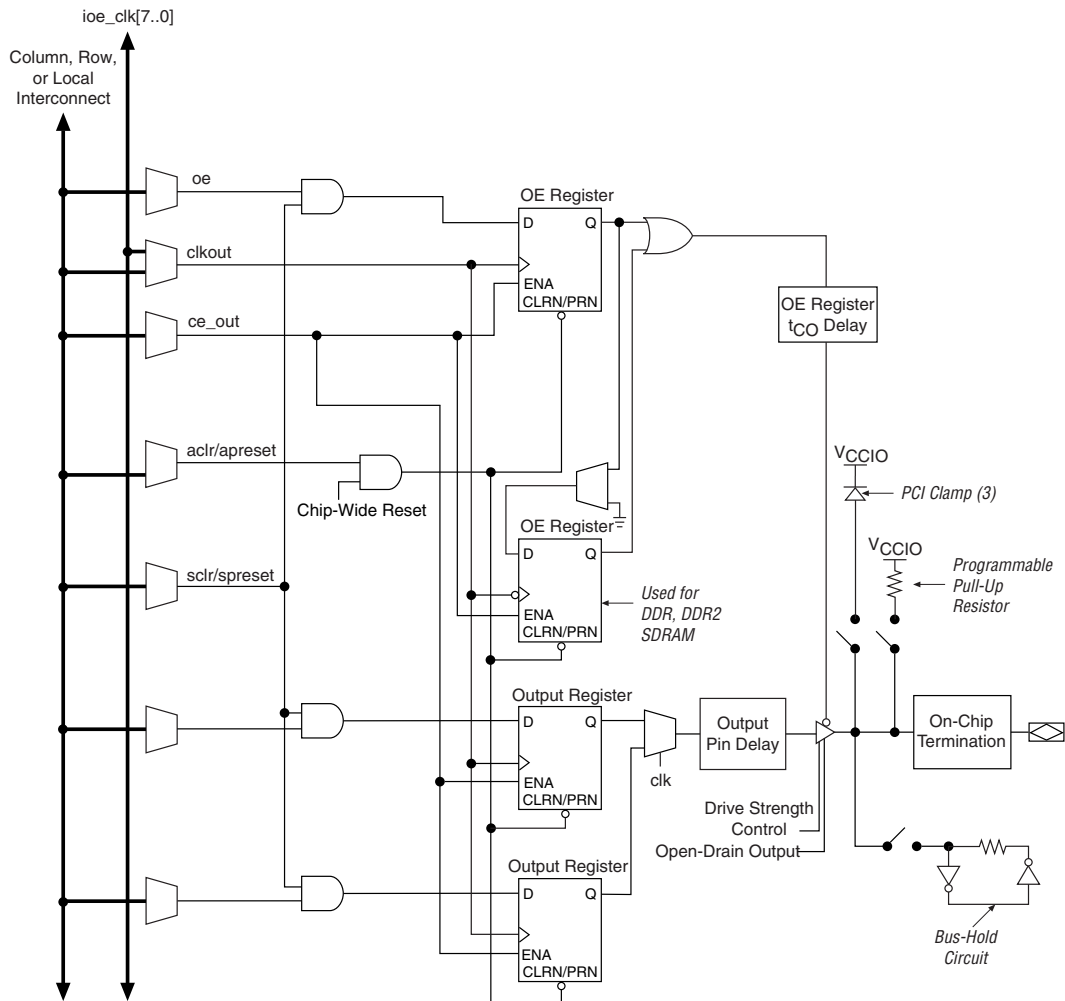 ioe_clk[7..0]
Column, Row,
or Local
Interconnect
oe
OE Register
D
Q
clkout
ENA
CLRN/PRN
OE Register
tCO Delay
ce_out
VCCIO
PCI Clamp (3)
aclr/apreset
Chip-Wide Reset
OE Register
VCCIO
Programmable
Pull-Up
Resistor
D
Q
sclr/spreset
Used for
DDR, DDR2
SDRAM
ENA
CLRN/PRN
Output Register
D
Q
Output
Pin Delay
On-Chip
Termination
clk
ENA
CLRN/PRN
Drive Strength
Control
Open-Drain Output
Output Register
D
Q
Bus-Hold
Circuit
ENA
CLRN/PRN